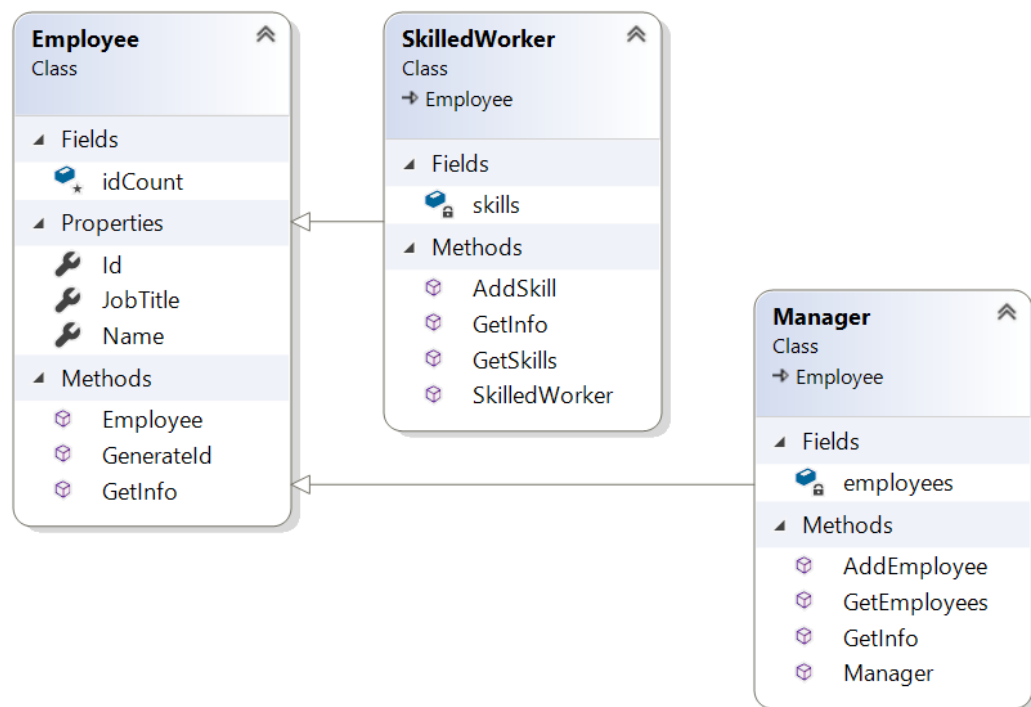 Employee
Class
Fields
idCount
Properties
Id
JobTitle
Name
Methods
Employee
GenerateId
GetInfo
SkilledWorker
Class
Employee
Fields
skills
Methods
AddSkill
GetInfo
GetSkills
SkilledWorker
Manager
Class
Employee
Fields
employees
Methods
AddEmployee
GetEmployees
GetInfo
Manager